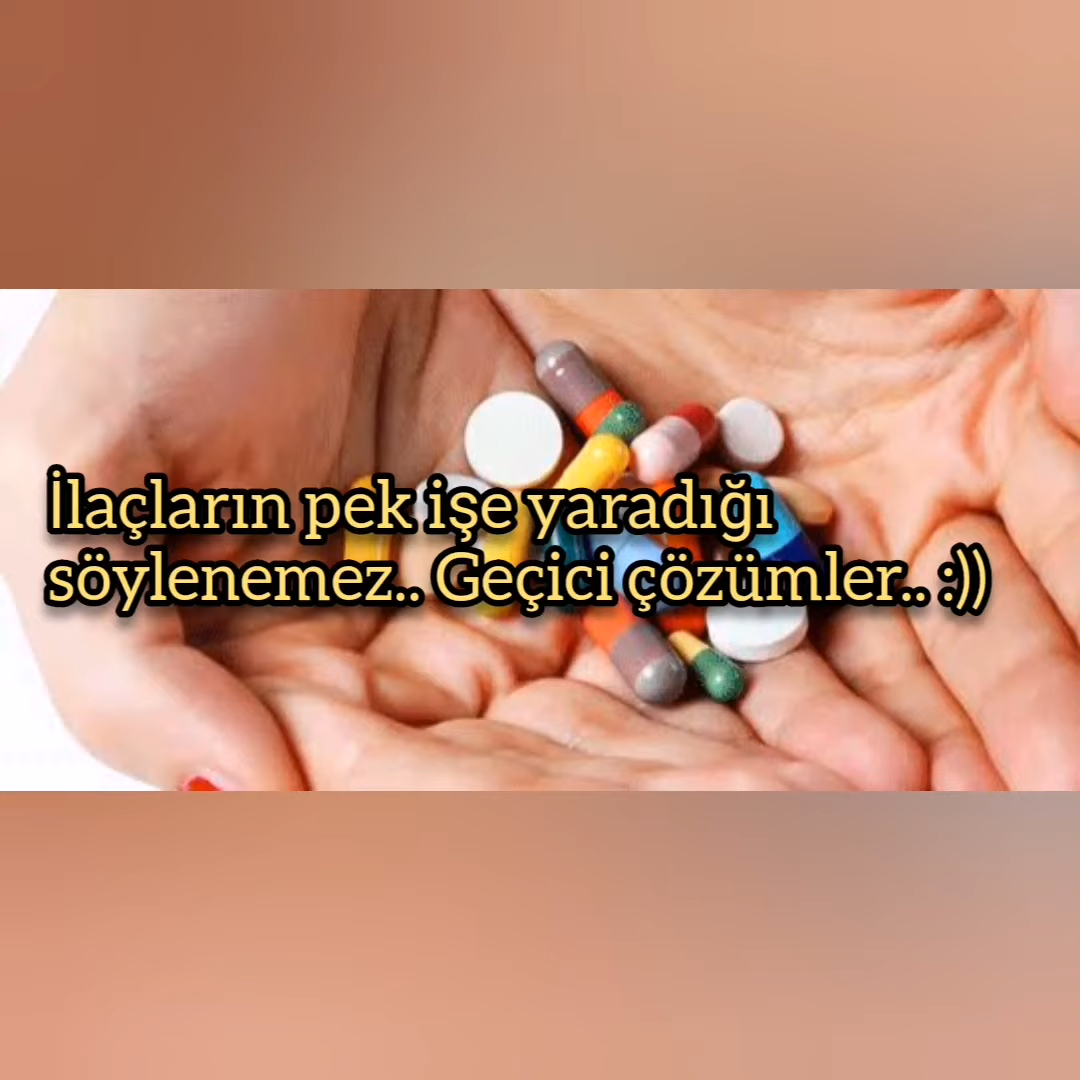 İlaçların pek işe yaradığı
söylenemez.. Geçici çözümler.. :))